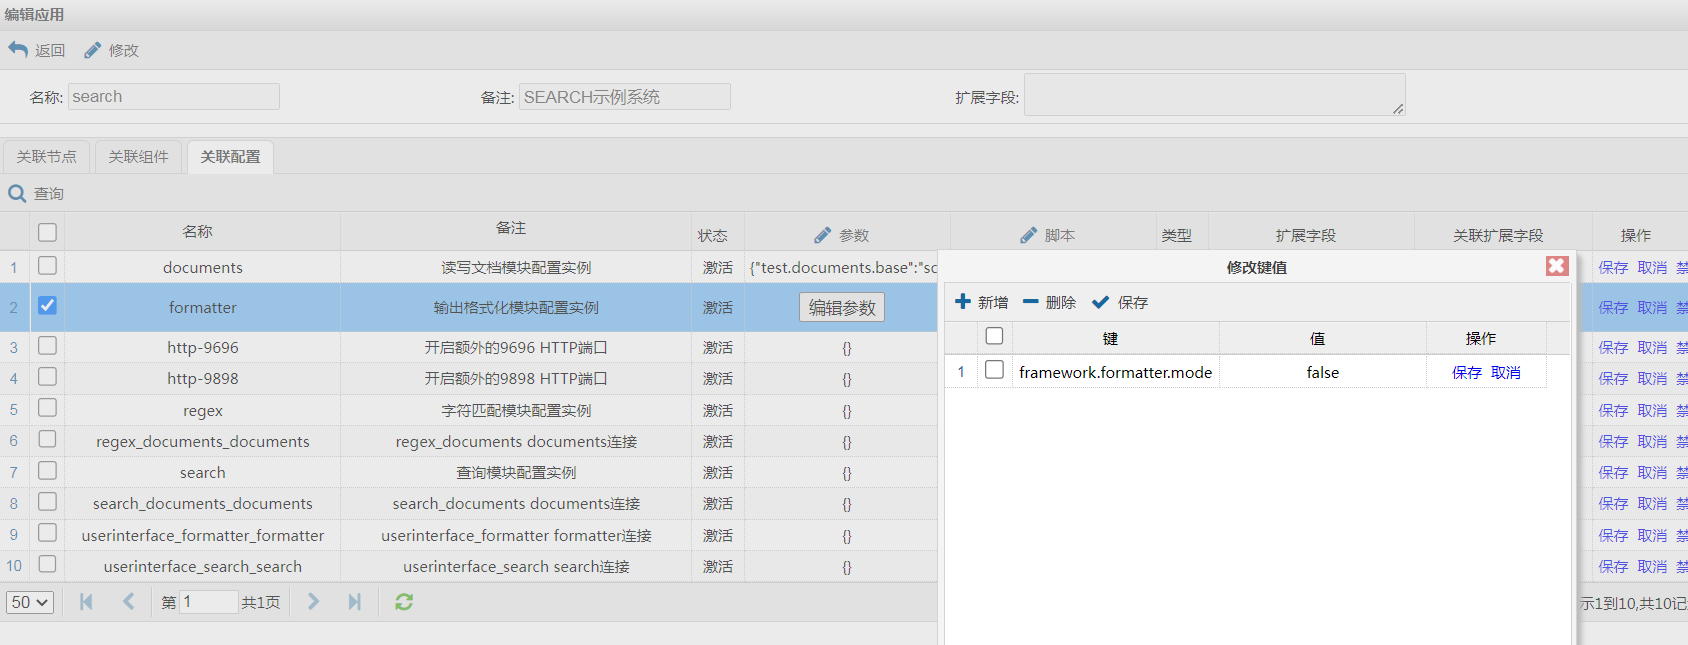 编辑应用
返回 修改
名称: search 备注: SEARCH示例系统 扩展字段:
关联节点 关联组件 关联配置
查询
名称 备注 状态 参数 脚本 类型 扩展字段 关联扩展字段 操作
1 documents 读写文档模块配置实例 激活 {"test.documents.base":"sc 保存 取消 禁
修改键值
2 formatter 输出格式化模块配置实例 激活 编辑参数 保存 取消 禁
新增 删除 保存
键 值 操作
1 framework.formatter.mode false 保存 取消
3 http-9696 开启额外的9696 HTTP端口 激活 {} 保存 取消 禁
4 http-9898 开启额外的9898 HTTP端口 激活 {} 保存 取消 禁
5 regex 字符匹配模块配置实例 激活 {} 保存 取消 禁
6 regex_documents_documents regex_documents documents连接 激活 {} 保存 取消 禁
7 search 查询模块配置实例 激活 {} 保存 取消 禁
8 search_documents_documents search_documents documents连接 激活 {} 保存 取消 禁
9 userinterface_formatter_formatter userinterface_formatter formatter连接 激活 {} 保存 取消 禁
10 userinterface_search_search userinterface_search search连接 激活 {} 保存 取消 禁
50 第 1 共1页 示1到10,共10记